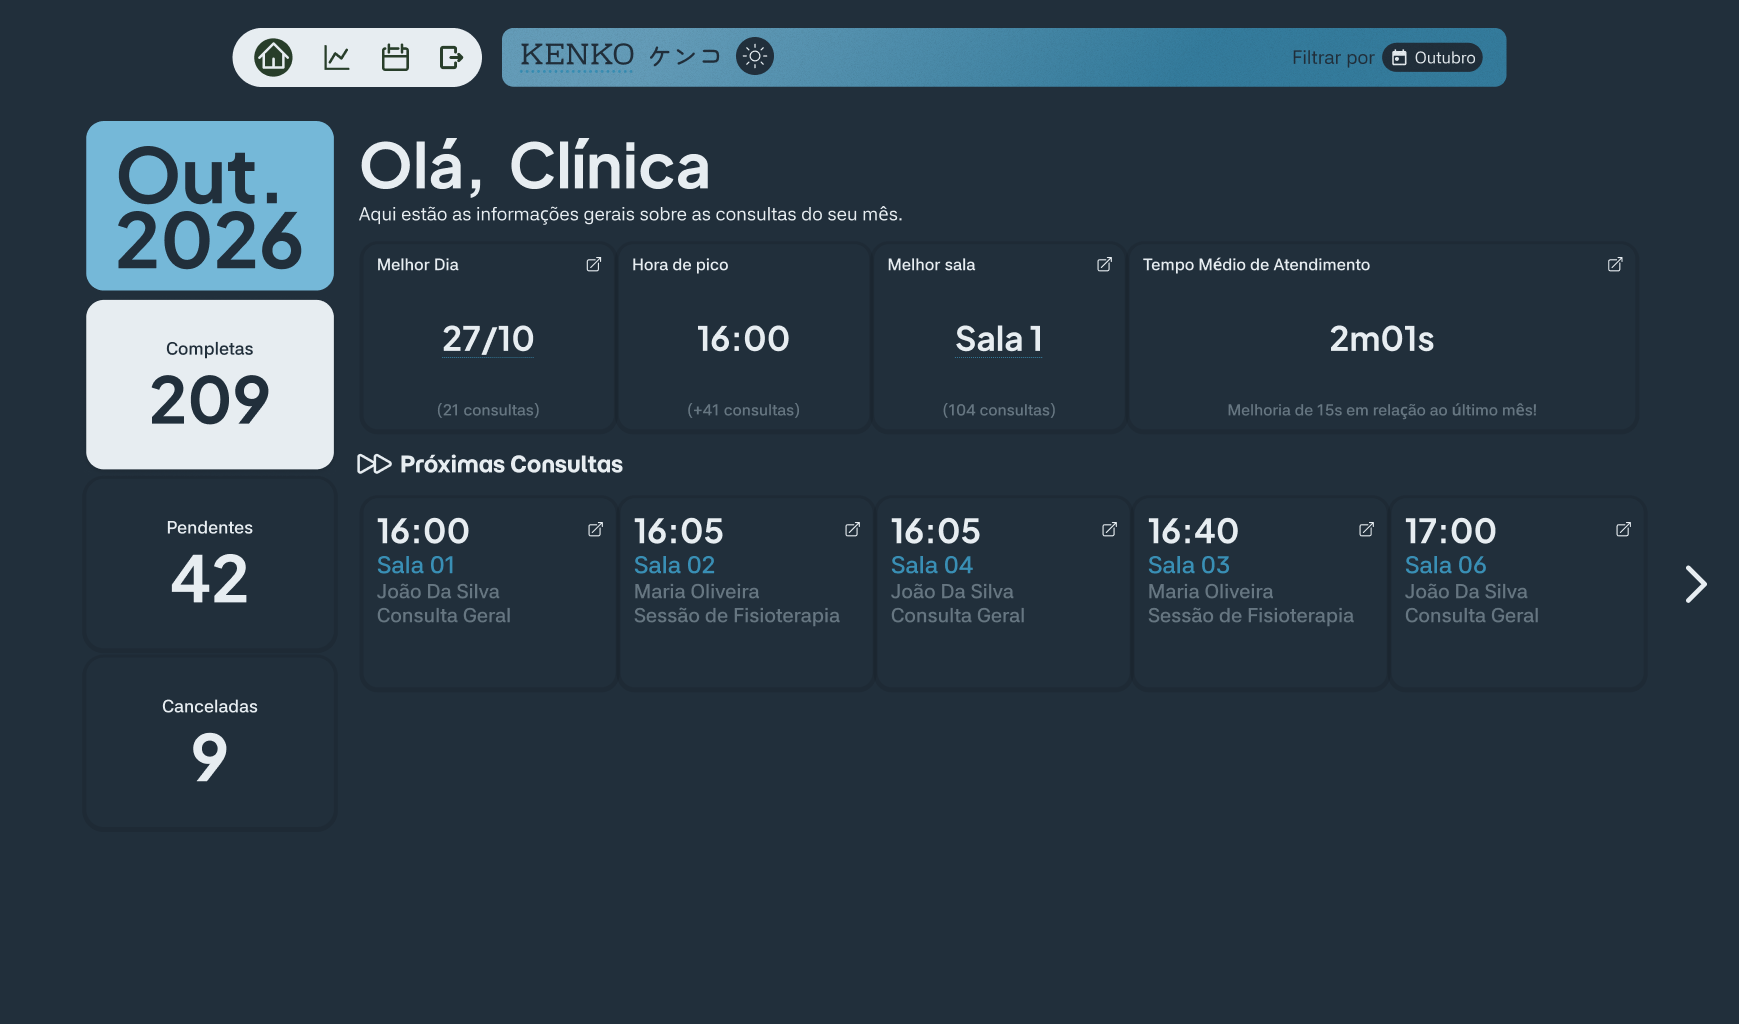 KENKO ケンコ
Filtrar por Outubro
Out.
2026
Completas
209
Pendentes
42
Canceladas
9
Olá, Clínica
Aqui estão as informações gerais sobre as consultas do seu mês.
Melhor Dia
27/10
(21 consultas)
Hora de pico
16:00
(+41 consultas)
Melhor sala
Sala 1
(104 consultas)
Tempo Médio de Atendimento
2m01s
Melhoria de 15s em relação ao último mês!
Próximas Consultas
16:00
Sala 01
João Da Silva
Consulta Geral
16:05
Sala 02
Maria Oliveira
Sessão de Fisioterapia
16:05
Sala 04
João Da Silva
Consulta Geral
16:40
Sala 03
Maria Oliveira
Sessão de Fisioterapia
17:00
Sala 06
João Da Silva
Consulta Geral